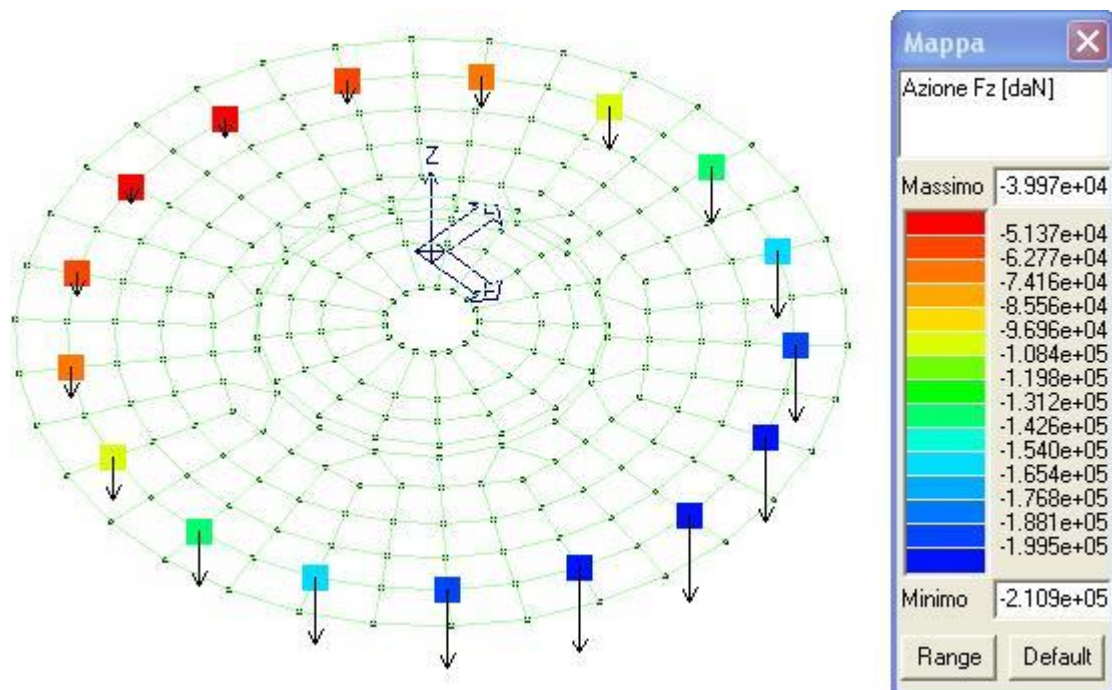 Mappa
Azione Fz [daN]
Massimo -3.997e+04
-5.137e+04
-6.277e+04
-7.416e+04
-8.556e+04
-9.696e+04
-1.084e+05
-1.198e+05
-1.312e+05
-1.426e+05
-1.540e+05
-1.654e+05
-1.768e+05
-1.881e+05
-1.995e+05
Minimo -2.109e+05
Range Default
Z